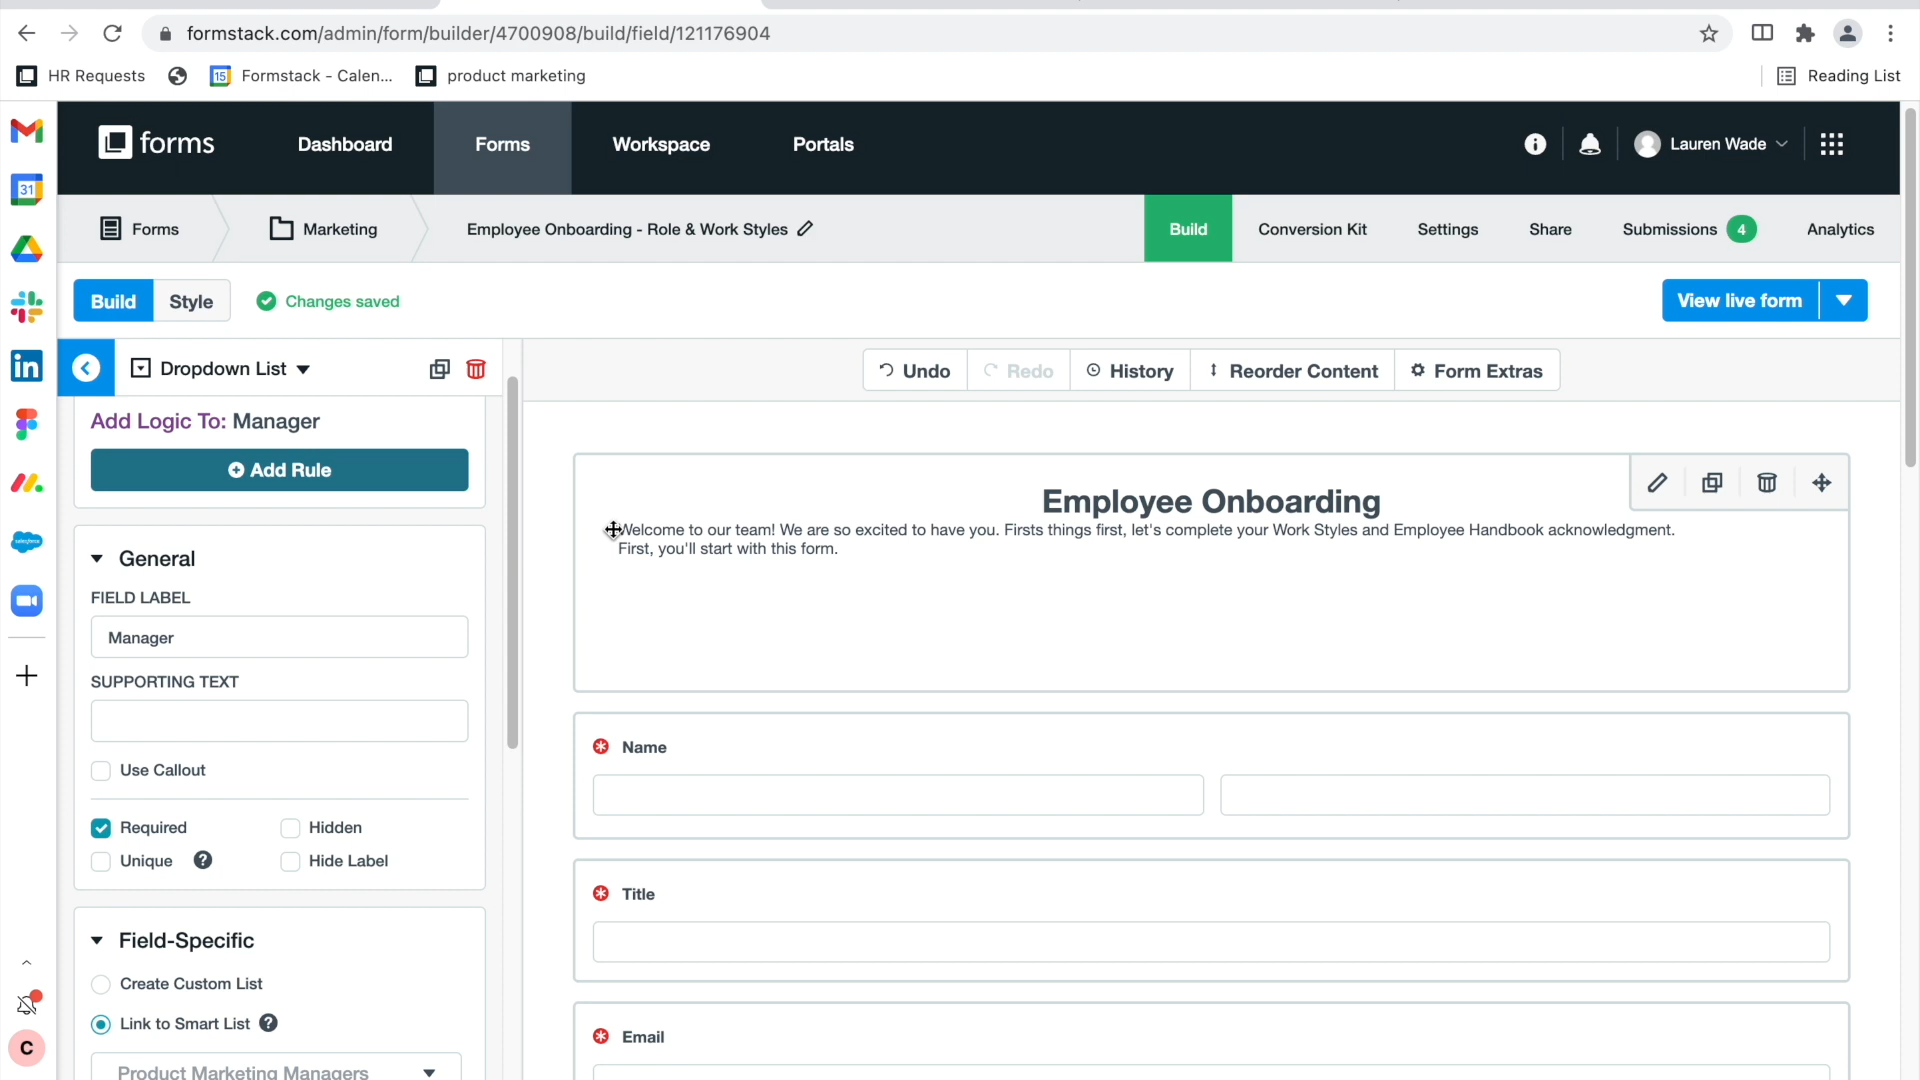 formstack.com/admin/form/builder/4700908/build/field/121176904
HR Requests
15
Formstack - Calen...
product marketing
Reading List
forms
Dashboard
Forms
Workspace
Portals
Lauren Wade
31
Forms
Marketing
Employee Onboarding - Role & Work Styles
Build
Conversion Kit
Settings
Share
Submissions
4
Analytics
Build
Style
Changes saved
View live form
in
Dropdown List
Undo
Redo
History
Reorder Content
Form Extras
Add Logic To: Manager
Add Rule
Employee Onboarding
Welcome to our team! We are so excited to have you. Firsts things first, let's complete your Work Styles and Employee Handbook acknowledgment.
First, you'll start with this form.
salesforce
General
FIELD LABEL
Manager
SUPPORTING TEXT
Use Callout
Required
Hidden
Unique
Hide Label
Name
Title
Email
Field-Specific
Create Custom List
Link to Smart List
C
Product Marketing Managers